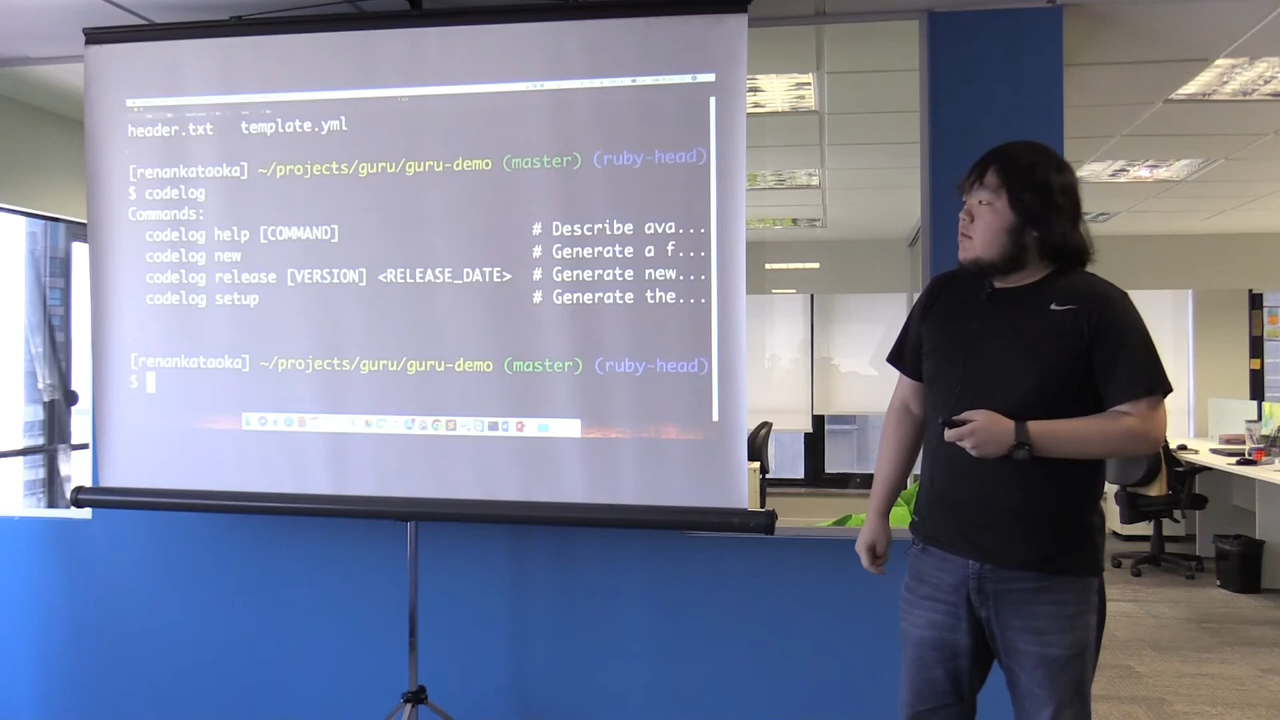 header.txt   template.yml
[renankataoka] ~/projects/guru/guru-demo (master) (ruby-head)
$ codelog
Commands:
  codelog help [COMMAND]                        # Describe ava...
  codelog new                                   # Generate a f...
  codelog release [VERSION] <RELEASE_DATE>  # Generate new...
  codelog setup                                 # Generate the...
[renankataoka] ~/projects/guru/guru-demo (master) (ruby-head)
$